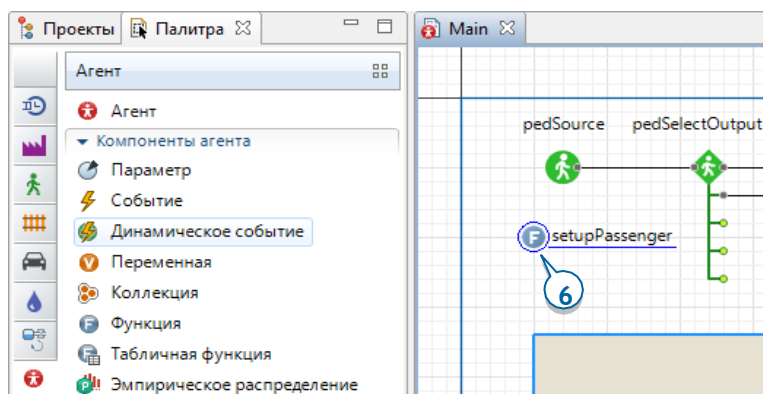 Проекты
Палитра
Main
Агент
Агент
Компоненты агента
Параметр
Событие
Динамическое событие
Переменная
Коллекция
Функция
Табличная функция
Эмпирическое распределение
pedSource
pedSelectOutput
F setupPassenger
6